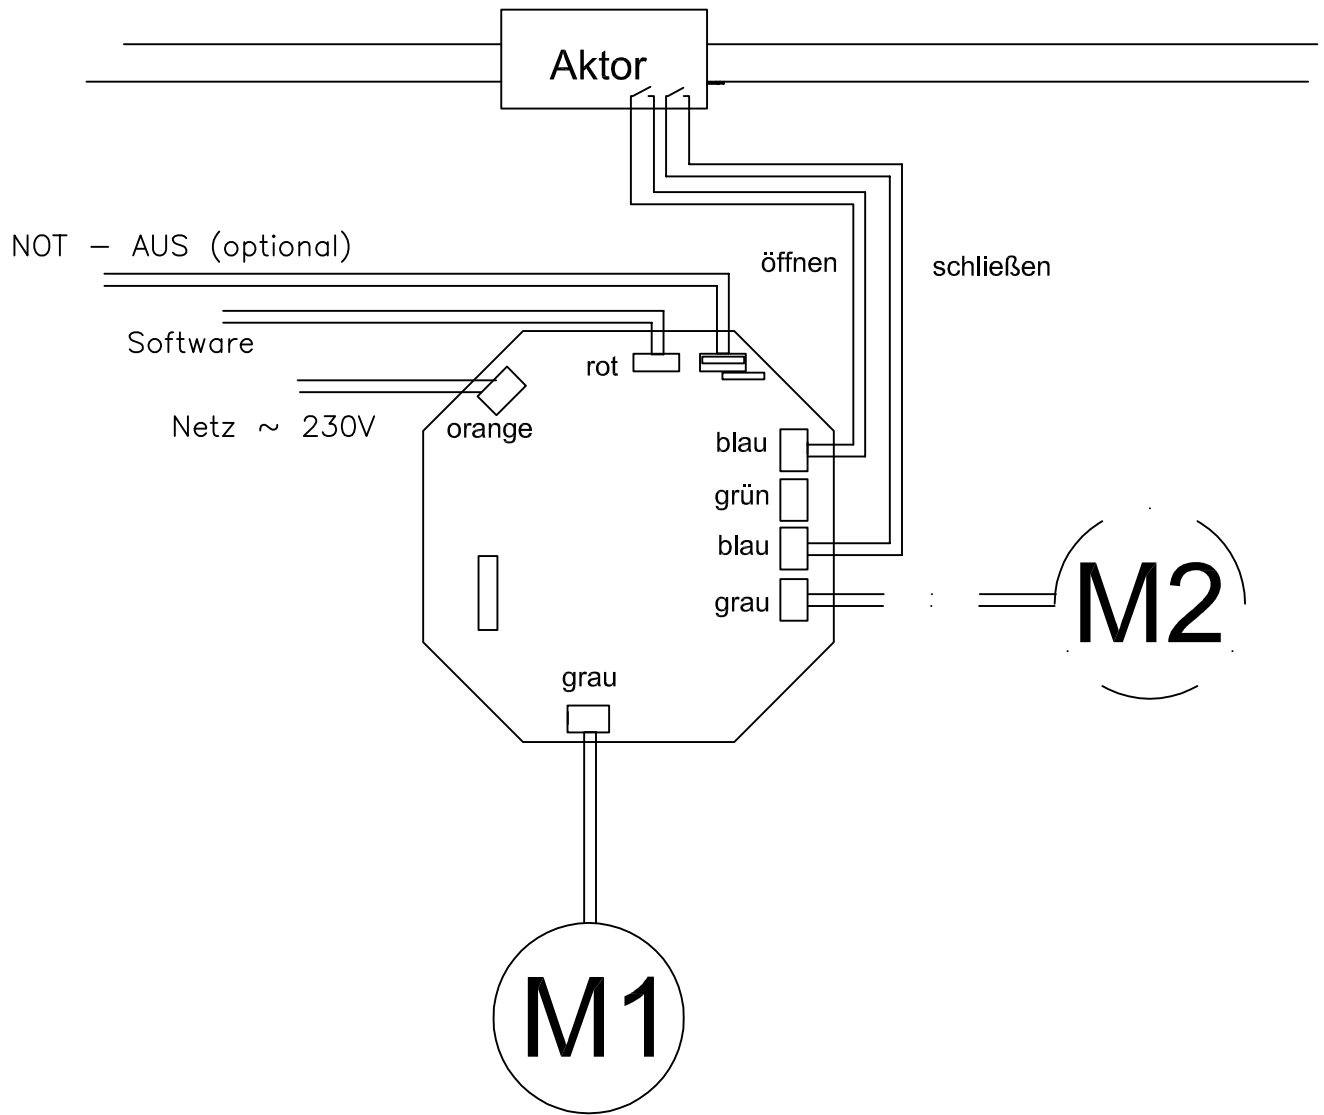 Aktor
NOT – AUS (optional)
öffnen
schließen
Software
rot
Netz ~ 230V
orange
blau
grün
blau
grau
M2
grau
M1